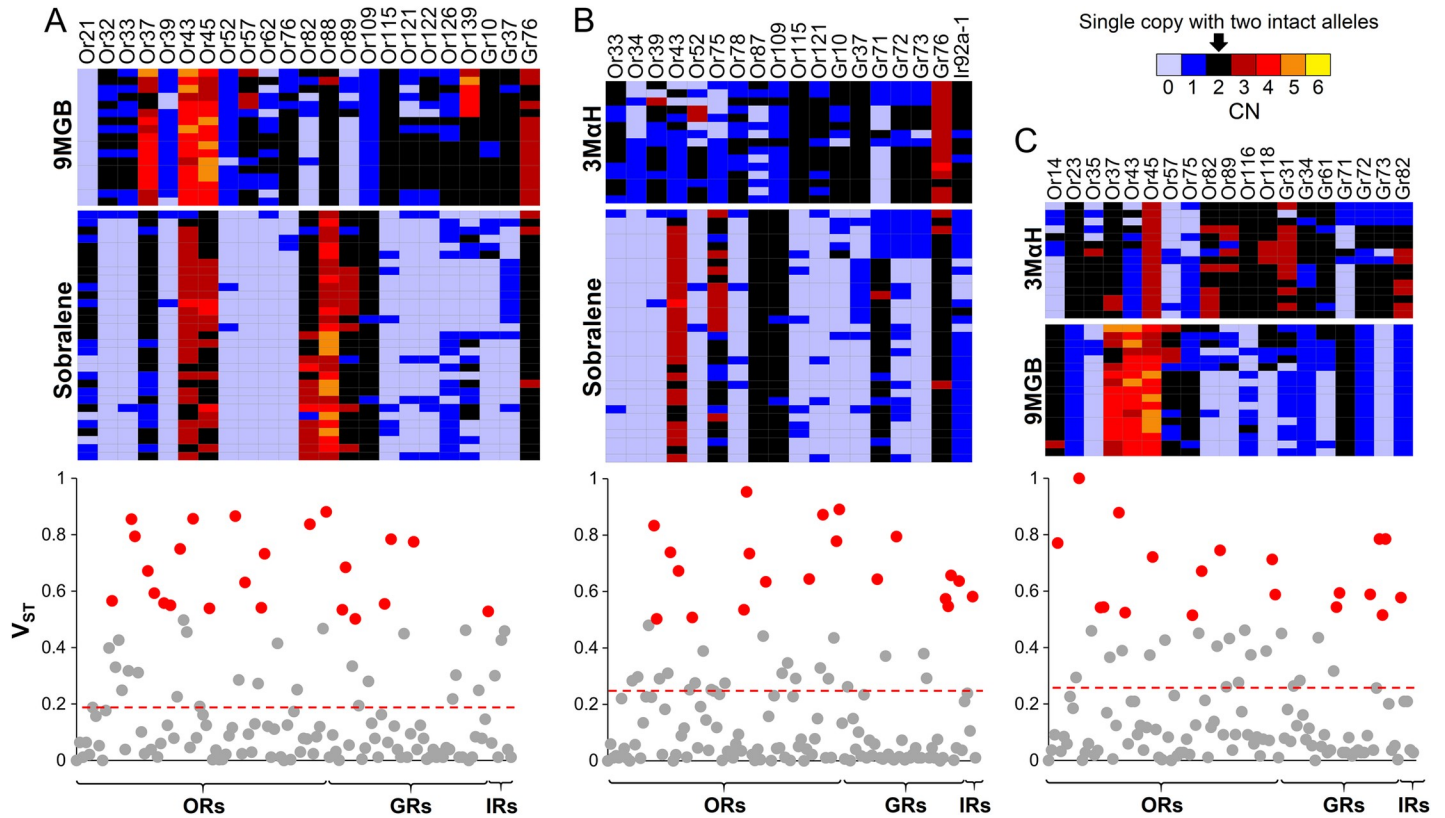 A
Or21 Or32 Or33 Or37 Or39 Or43 Or45 Or52 Or57 Or62 Or76 Or82 Or88 Or89 Or109 Or115 Or121 Or122 Or126 Or139 Gr10 Gr37 Gr76
9MGB
Sobralene
1
0.8
0.6
0.4
0.2
0
VST
ORs GRs IRs
B
Or33 Or34 Or39 Or43 Or52 Or75 Or78 Or87 Or109 Or115 Or121 Gr10 Gr37 Gr71 Gr72 Gr73 Gr76 Ir92a-1
3MαH
Sobralene
1
0.8
0.6
0.4
0.2
0
ORs GRs IRs
Single copy with two intact alleles
0 1 2 3 4 5 6
CN
C
Or14 Or23 Or35 Or37 Or43 Or45 Or57 Or75 Or82 Or89 Or116 Or118 Gr31 Gr34 Gr61 Gr71 Gr72 Gr73 Gr82
3MαH
9MGB
1
0.8
0.6
0.4
0.2
0
ORs GRs IRs